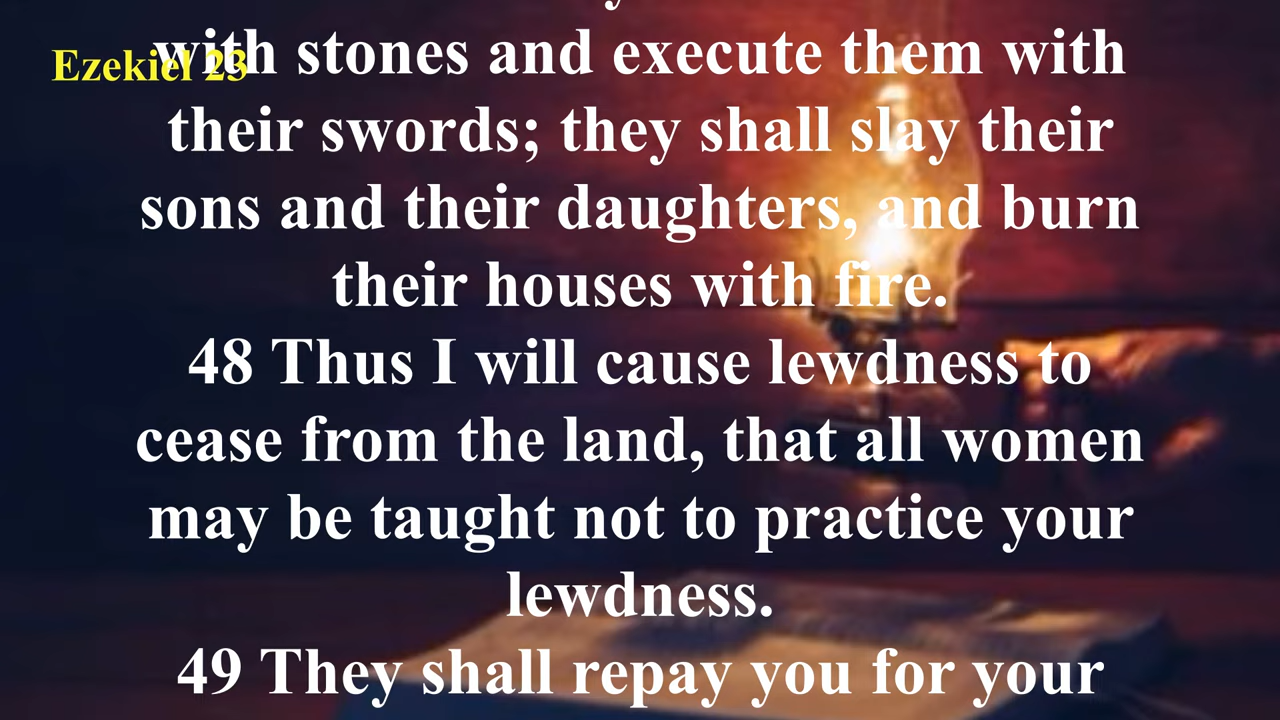 Ezekiel 23
with stones and execute them with
their swords; they shall slay their
sons and their daughters, and burn
their houses with fire.
48 Thus I will cause lewdness to
cease from the land, that all women
may be taught not to practice your
lewdness.
49 They shall repay you for your